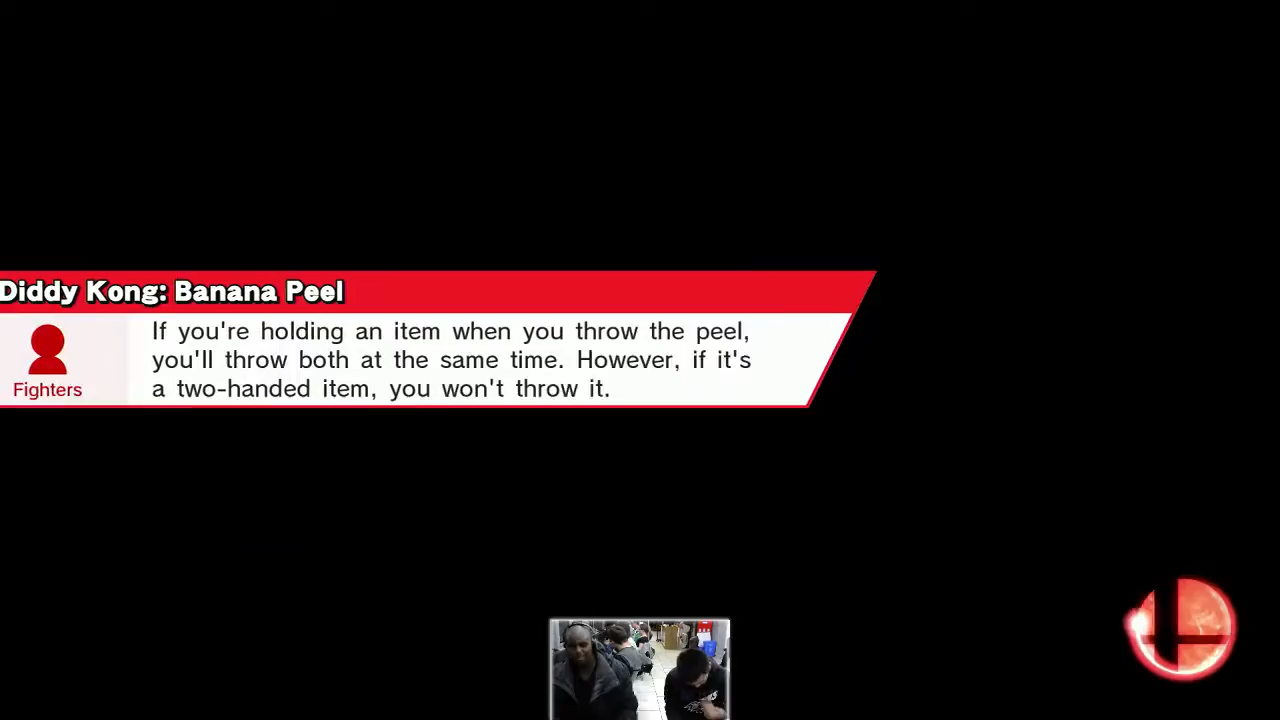 Diddy Kong: Banana Peel
If you're holding an item when you throw the peel,
you'll throw both at the same time. However, if it's
a two-handed item, you won't throw it.
Fighters